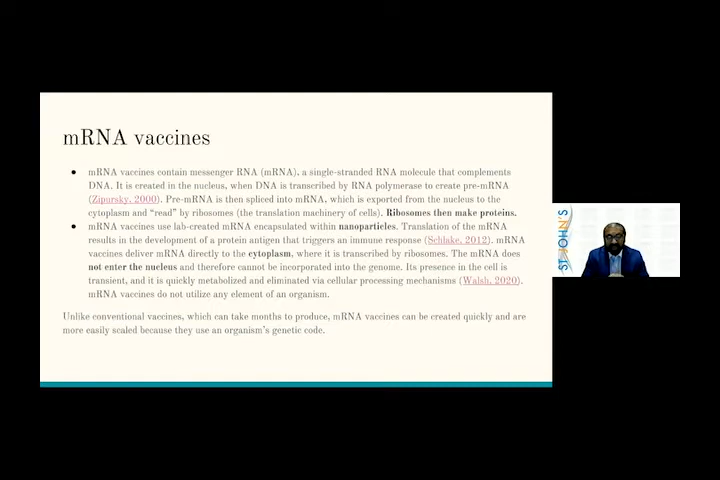 mRNA vaccines
● mRNA vaccines contain messenger RNA (mRNA), a single-stranded RNA molecule that complements
DNA. It is created in the nucleus, when DNA is transcribed by RNA polymerase to create pre-mRNA
(Zipursky, 2000). Pre-mRNA is then spliced into mRNA, which is exported from the nucleus to the
cytoplasm and “read” by ribosomes (the translation machinery of cells). Ribosomes then make proteins.
● mRNA vaccines use lab-created mRNA encapsulated within nanoparticles. Translation of the mRNA
results in the development of a protein antigen that triggers an immune response (Schlake, 2012). mRNA
vaccines deliver mRNA directly to the cytoplasm, where it is transcribed by ribosomes. The mRNA does
not enter the nucleus and therefore cannot be incorporated into the genome. Its presence in the cell is
transient, and it is quickly metabolized and eliminated via cellular processing mechanisms (Walsh, 2020).
mRNA vaccines do not utilize any element of an organism.
Unlike conventional vaccines, which can take months to produce, mRNA vaccines can be created quickly and are
more easily scaled because they use an organism's genetic code.
ST JOHN'S